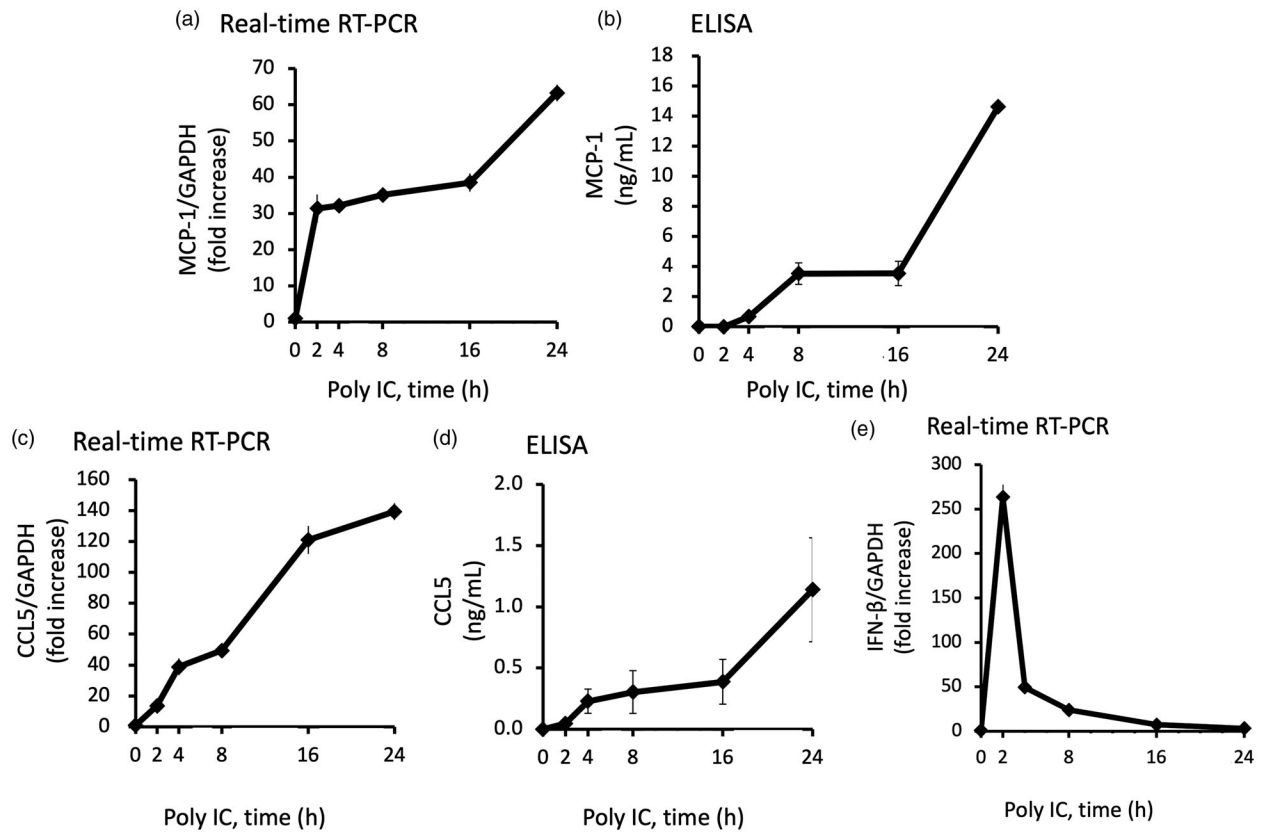 (a) Real-time RT-PCR
MCP-1/GAPDH
(fold increase)
70
60
50
40
30
20
10
0
0 2 4 8 16 24
Poly IC, time (h)
(b) ELISA
MCP-1
(ng/mL)
18
16
14
12
10
8
6
4
2
0
0 2 4 8 16 24
Poly IC, time (h)
(c) Real-time RT-PCR
CCL5/GAPDH
(fold increase)
160
140
120
100
80
60
40
20
0
0 2 4 8 16 24
Poly IC, time (h)
(d) ELISA
CCL5
(ng/mL)
2.0
1.5
1.0
0.5
0.0
0 2 4 8 16 24
Poly IC, time (h)
(e) Real-time RT-PCR
IFN-β/GAPDH
(fold increase)
300
250
200
150
100
50
0
0 2 4 8 16 24
Poly IC, time (h)